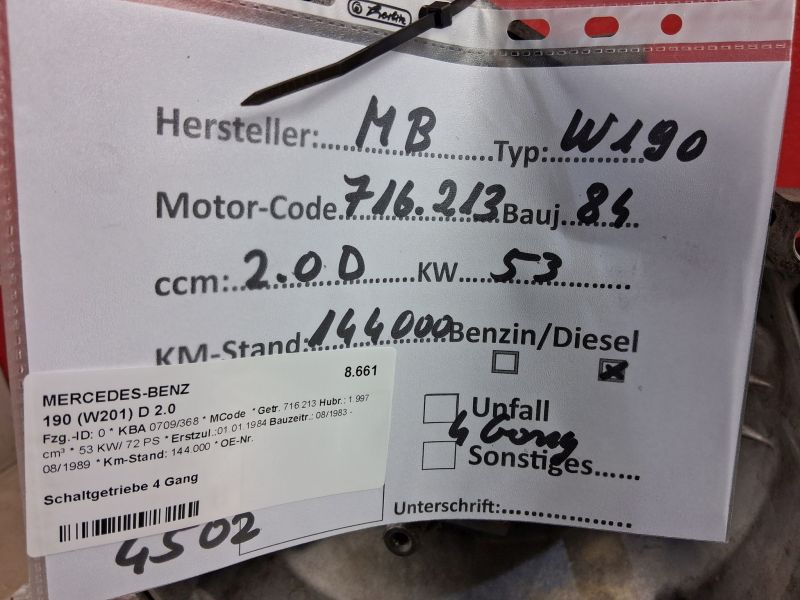 Berlin
Hersteller: MB Typ: W190
Motor-Code 716.213 Bauj. 84
ccm: 2.0 D KW 53
KM-Stand: 144000 Benzin/Diesel
Unfall
4 Gang
Sonstiges
Unterschrift:
8.661
MERCEDES-BENZ
190 (W201) D 2.0
Fzg.-ID: 0 * KBA 0709/368 * MCode * Getr. 716 213 Hubr.: 1.997
cm³ * 53 KW/ 72 PS * Erstzul.:01.01.1984 Bauzeitr.: 08/1983 -
08/1989 * Km-Stand: 144.000 * OE-Nr.
Schaltgetriebe 4 Gang
4502